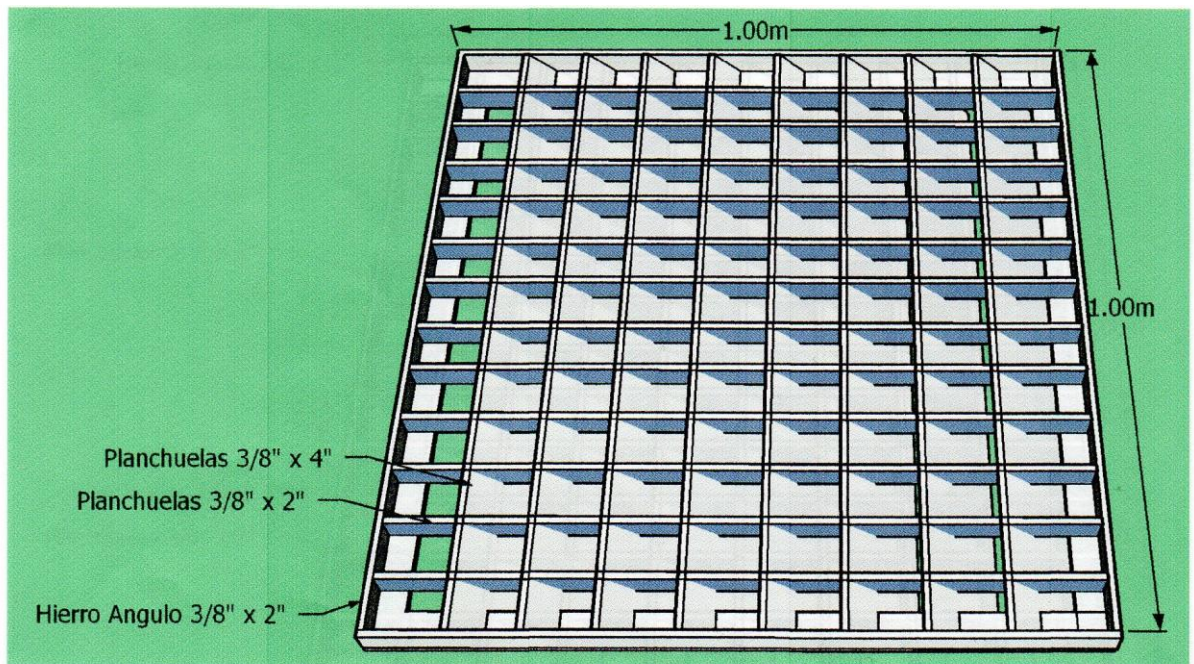 1.00m
1.00m
Planchuelas 3/8" x 4"
Planchuelas 3/8" x 2"
Hierro Angulo 3/8" x 2"